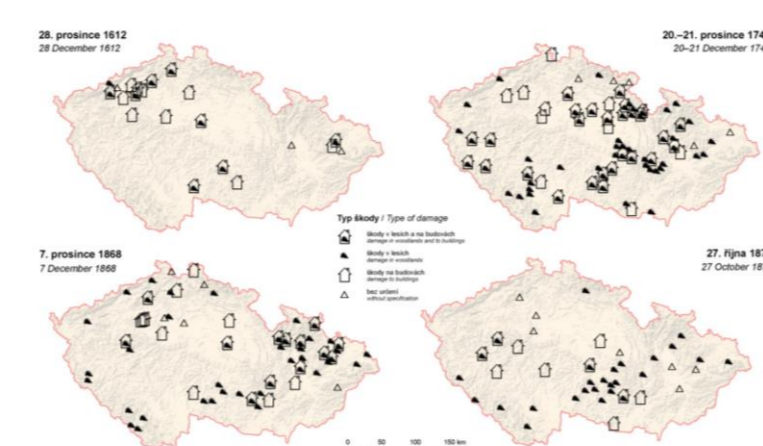 28. prosince 1612
28 December 1612
20.–21. prosince 174
20–21 December 174
Typ škody / Type of damage
škody v lesích a na budovách
damage in woodlands and to buildings
škody v lesích
damage in woodlands
škody na budovách
damage to buildings
bez určení
without specification
7. prosince 1868
7 December 1868
27. října 187
27 October 187
0 50 100 150 km